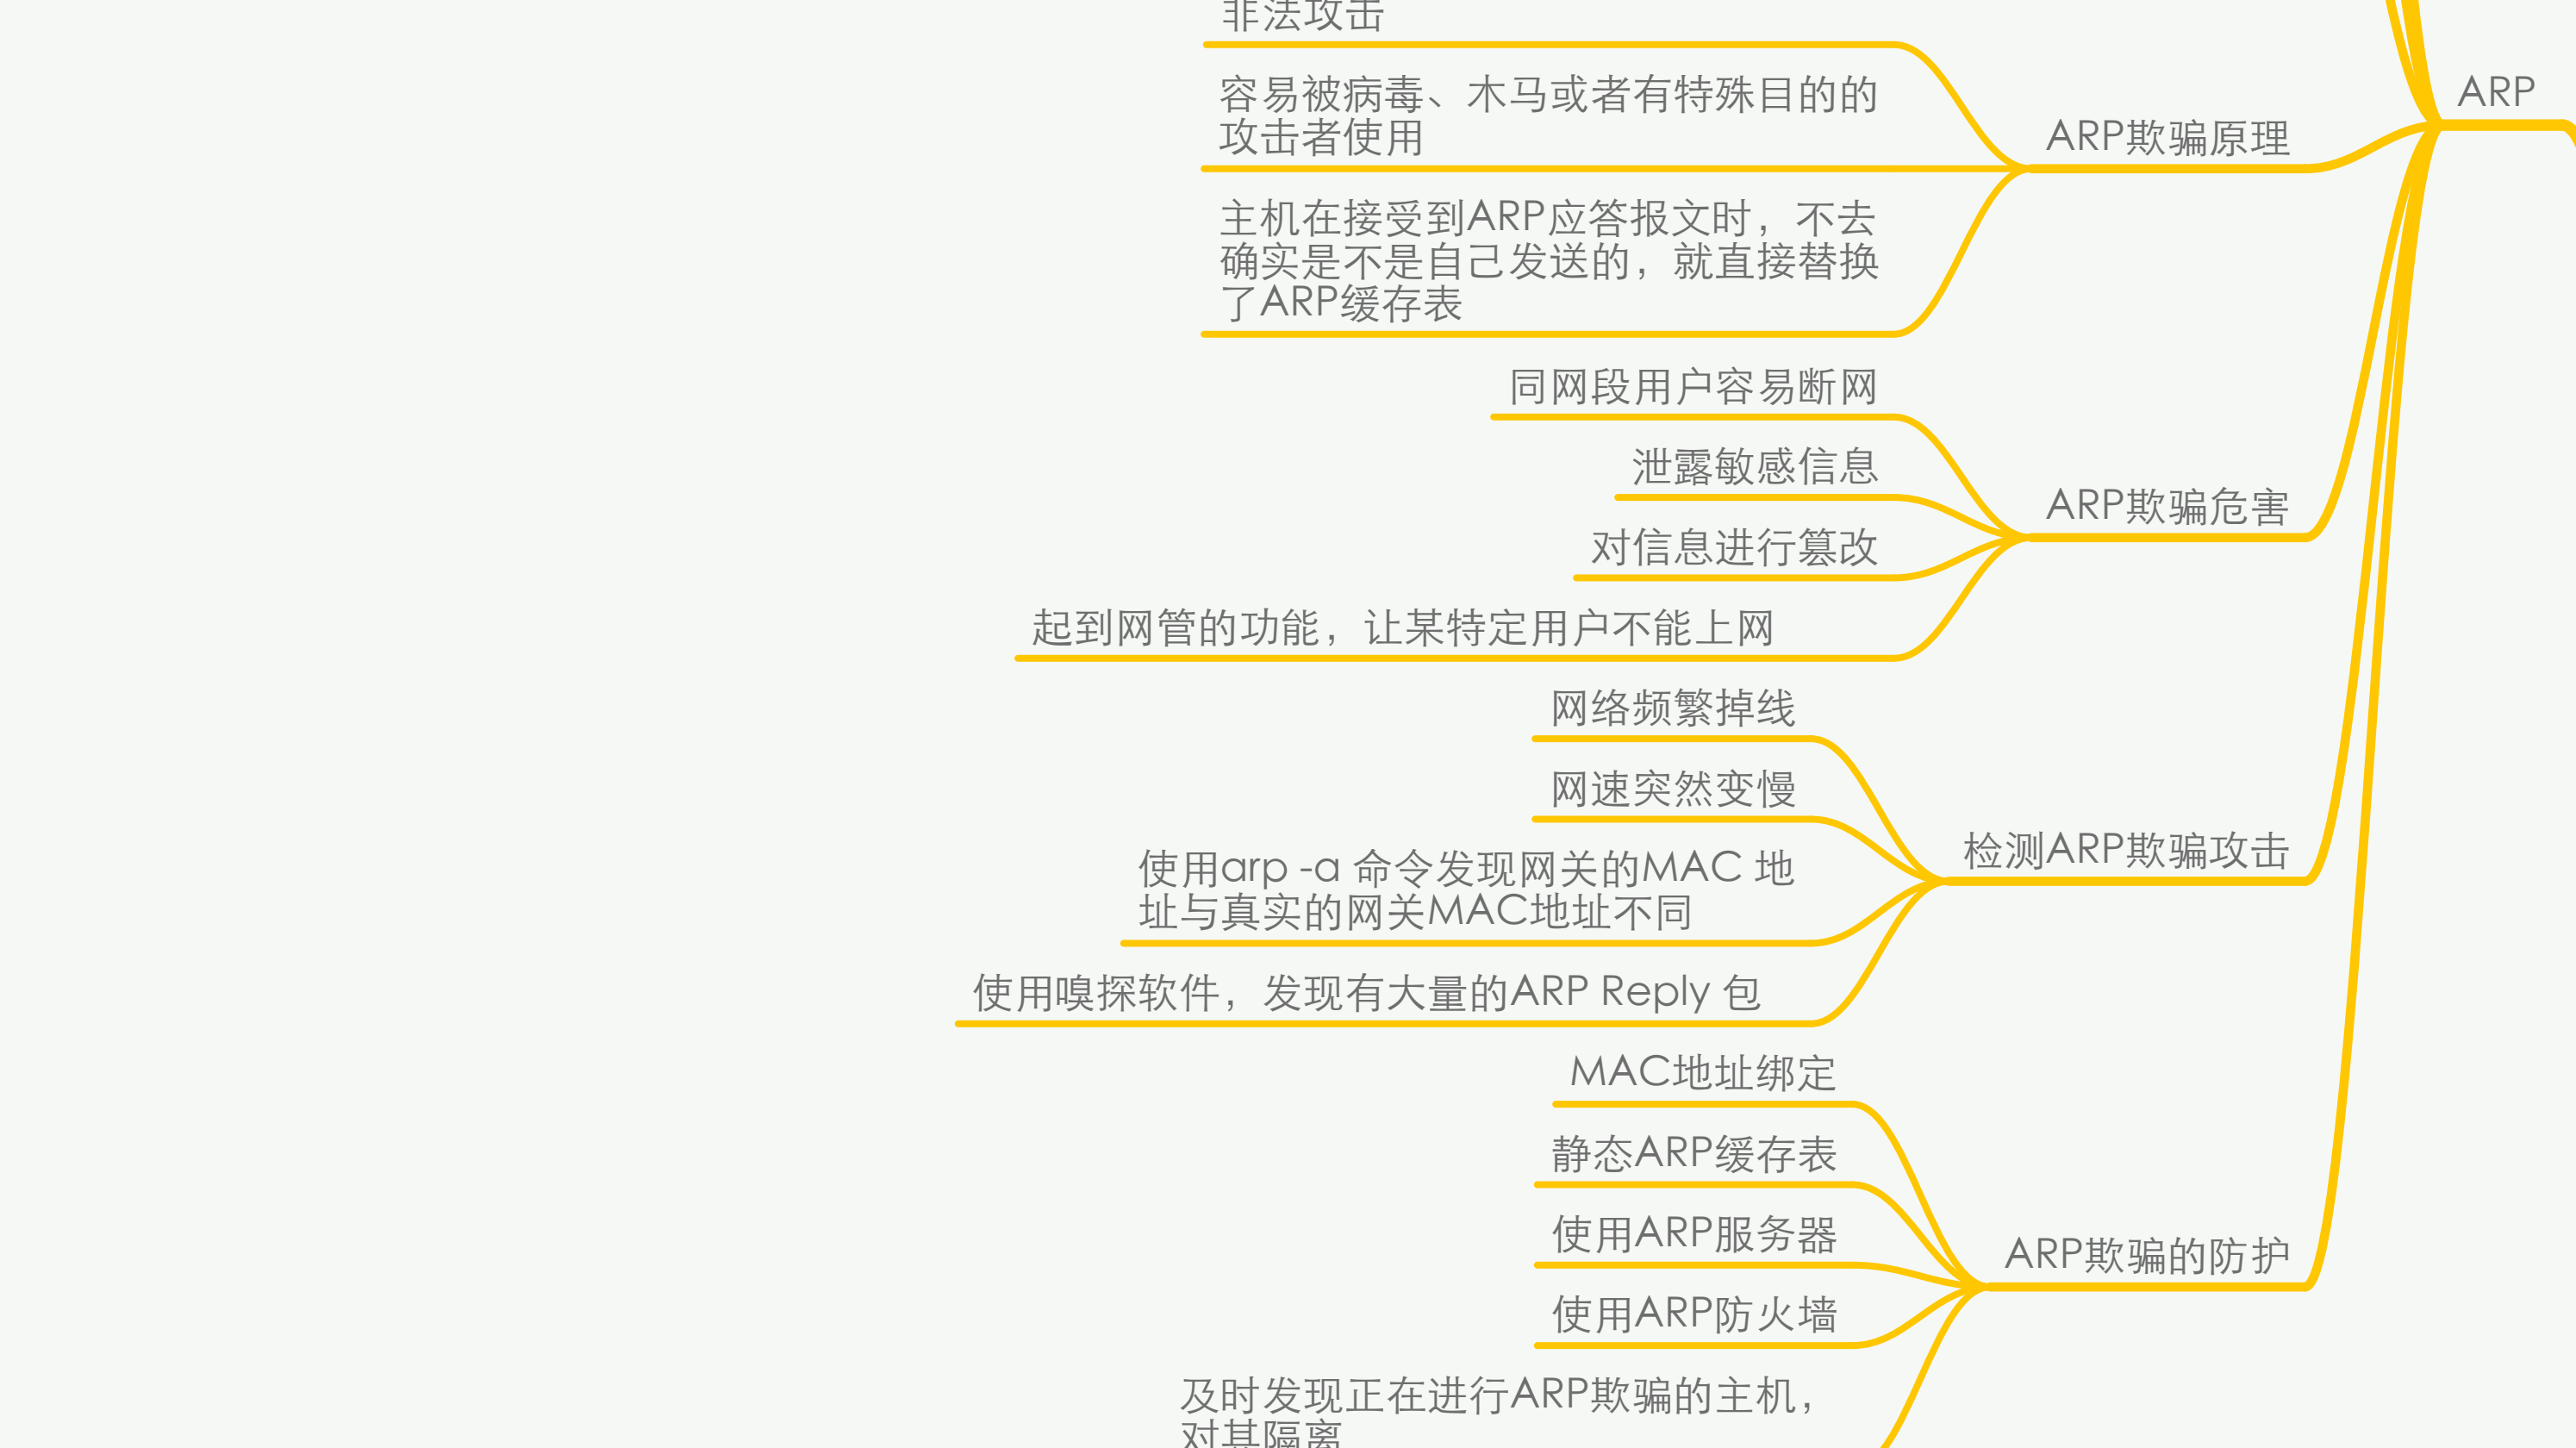 非法攻击
容易被病毒、木马或者有特殊目的的
攻击者使用
主机在接受到ARP应答报文时，不去
确实是不是自己发送的，就直接替换
了ARP缓存表
ARP欺骗原理
ARP
同网段用户容易断网
泄露敏感信息
对信息进行篡改
起到网管的功能，让某特定用户不能上网
ARP欺骗危害
网络频繁掉线
网速突然变慢
使用arp -a 命令发现网关的MAC 地
址与真实的网关MAC地址不同
使用嗅探软件，发现有大量的ARP Reply 包
检测ARP欺骗攻击
MAC地址绑定
静态ARP缓存表
使用ARP服务器
使用ARP防火墙
及时发现正在进行ARP欺骗的主机，
对其隔离
ARP欺骗的防护